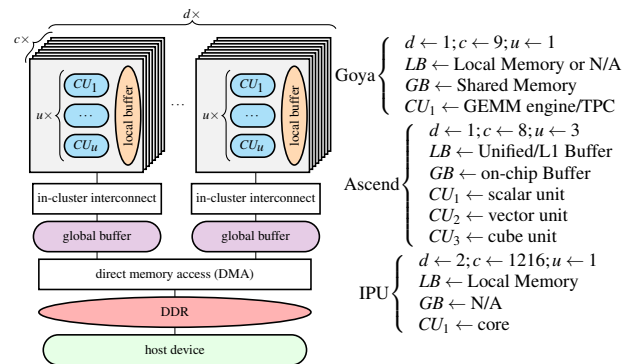 d×
c×
u× CU₁ ... CUᵤ local buffer
...
u× CU₁ ... CUᵤ local buffer
in-cluster interconnect in-cluster interconnect
global buffer global buffer
direct memory access (DMA)
DDR
host device
Goya { d ← 1; c ← 9; u ← 1
LB ← Local Memory or N/A
GB ← Shared Memory
CU₁ ← GEMM engine/TPC
Ascend { d ← 1; c ← 8; u ← 3
LB ← Unified/L1 Buffer
GB ← on-chip Buffer
CU₁ ← scalar unit
CU₂ ← vector unit
CU₃ ← cube unit
IPU { d ← 2; c ← 1216; u ← 1
LB ← Local Memory
GB ← N/A
CU₁ ← core